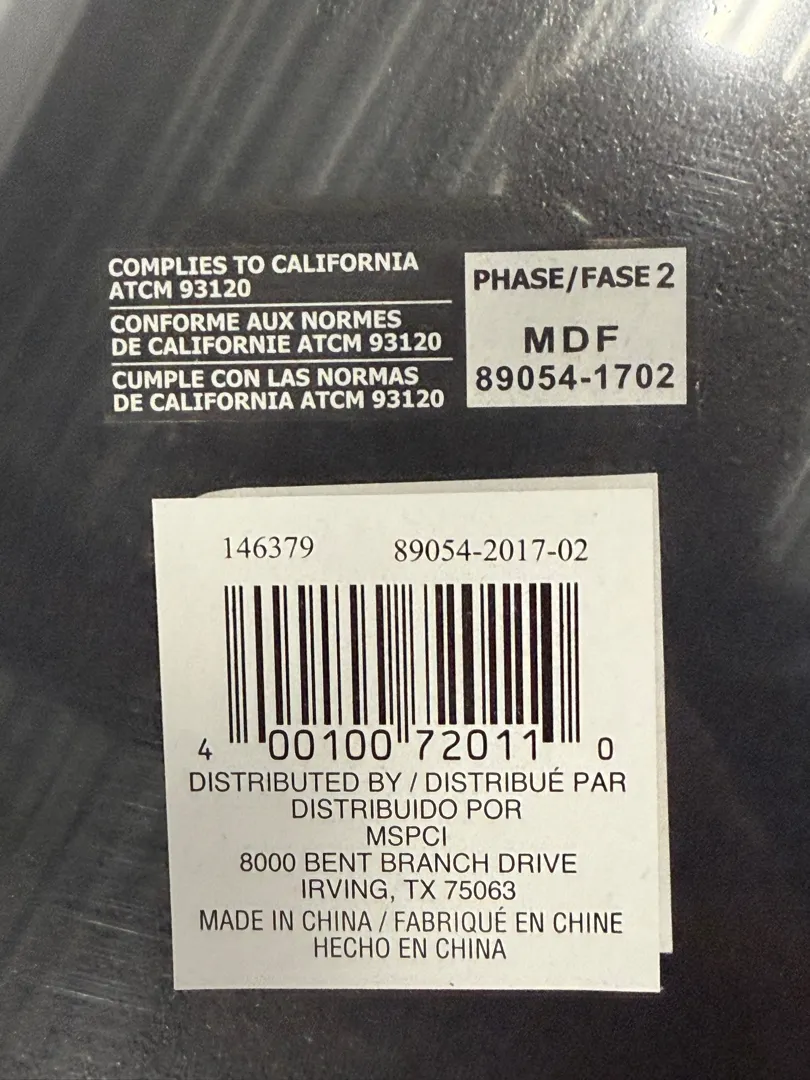 COMPLIES TO CALIFORNIA
ATCM 93120
CONFORME AUX NORMES
DE CALIFORNIE ATCM 93120
CUMPLE CON LAS NORMAS
DE CALIFORNIA ATCM 93120
PHASE/FASE 2
MDF
89054-1702
146379 89054-2017-02
4 00100 72011 0
DISTRIBUTED BY / DISTRIBUÉ PAR
DISTRIBUIDO POR
MSPCI
8000 BENT BRANCH DRIVE
IRVING, TX 75063
MADE IN CHINA / FABRIQUÉ EN CHINE
HECHO EN CHINA